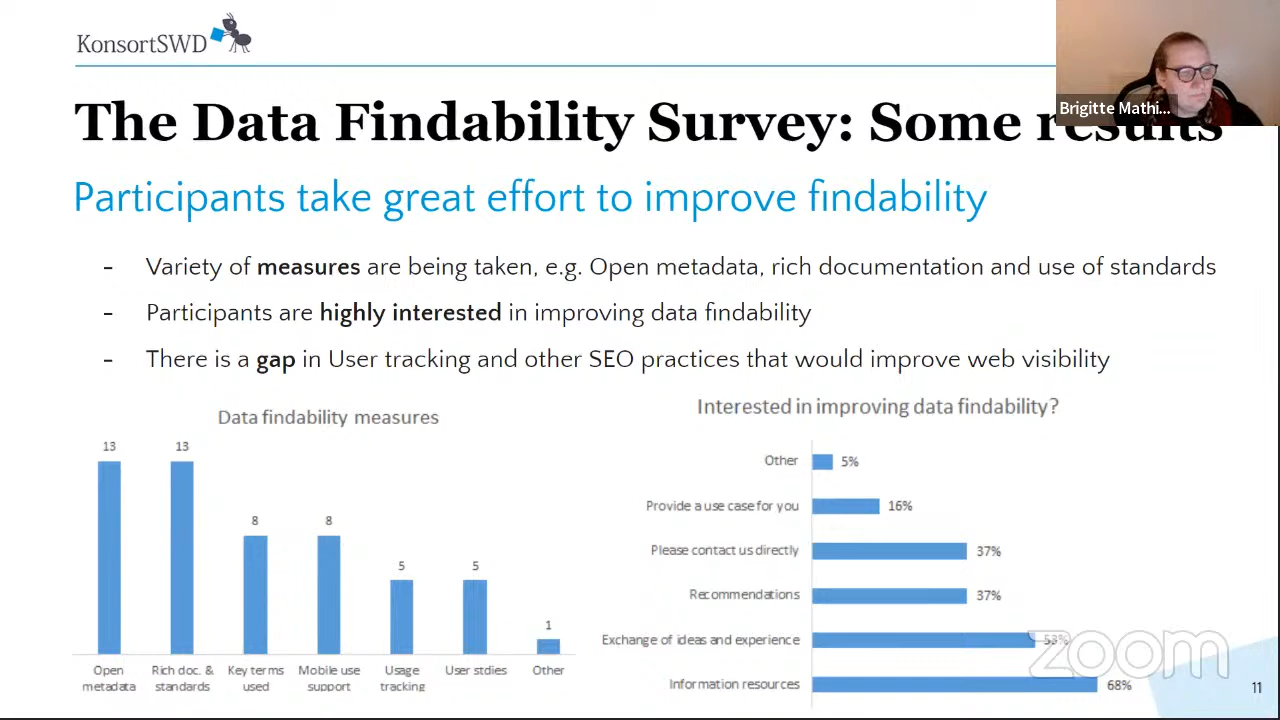 KonsortSWD
Brigitte Mathi...
The Data Findability Survey: Some results
Participants take great effort to improve findability
- Variety of measures are being taken, e.g. Open metadata, rich documentation and use of standards
- Participants are highly interested in improving data findability
- There is a gap in User tracking and other SEO practices that would improve web visibility
Data findability measures
13
13
8
8
5
5
1
Open metadata
Rich doc. & standards
Key terms used
Mobile use support
Usage tracking
User stdies
Other
Interested in improving data findability?
Other 5%
Provide a use case for you 16%
Please contact us directly 37%
Recommendations 37%
Exchange of ideas and experience 53%
Information resources 68%
zoom
11